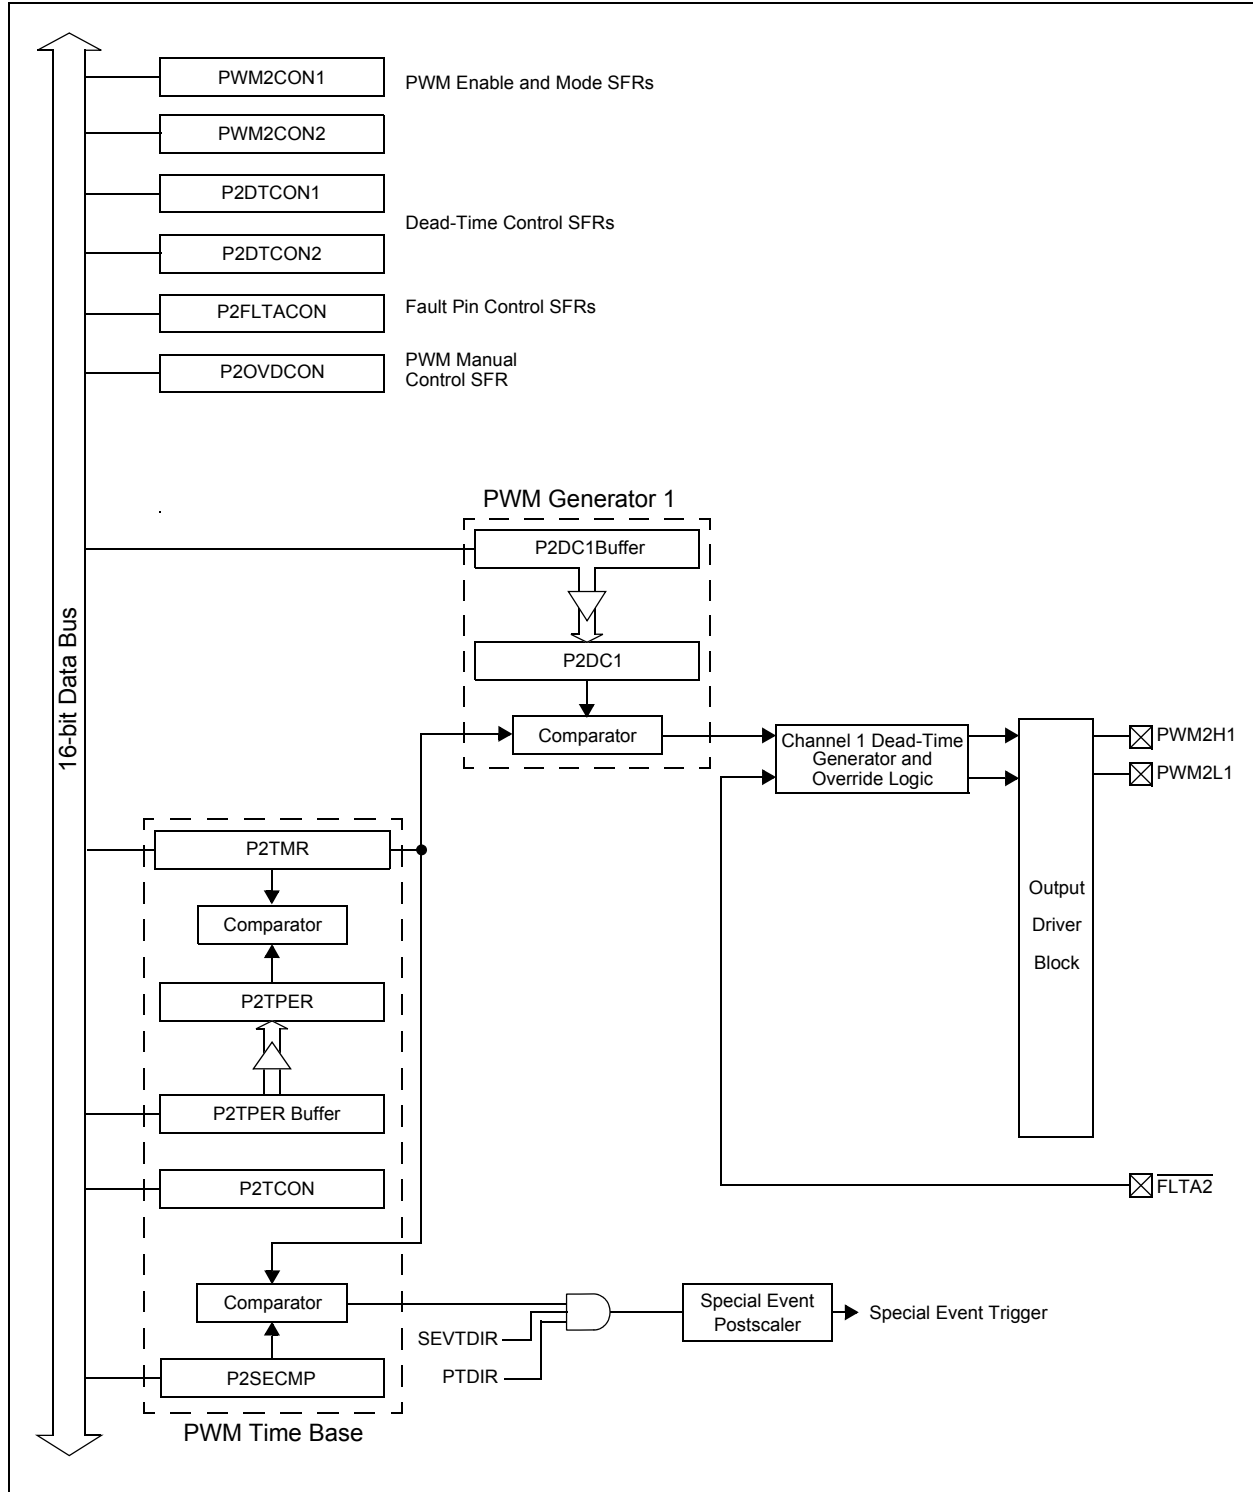 PWM2CON1
PWM Enable and Mode SFRs
PWM2CON2
P2DTCON1
Dead-Time Control SFRs
P2DTCON2
P2FLTACON
Fault Pin Control SFRs
P2OVDCON
PWM Manual
Control SFR
16-bit Data Bus
PWM Generator 1
P2DC1Buffer
P2DC1
Comparator
Channel 1 Dead-Time
Generator and
Override Logic
PWM2H1
PWM2L1
P2TMR
Comparator
P2TPER
P2TPER Buffer
P2TCON
Output
Driver
Block
FLTA2
Comparator
SEVTDIR
PTDIR
Special Event
Postscaler
Special Event Trigger
P2SECMP
PWM Time Base